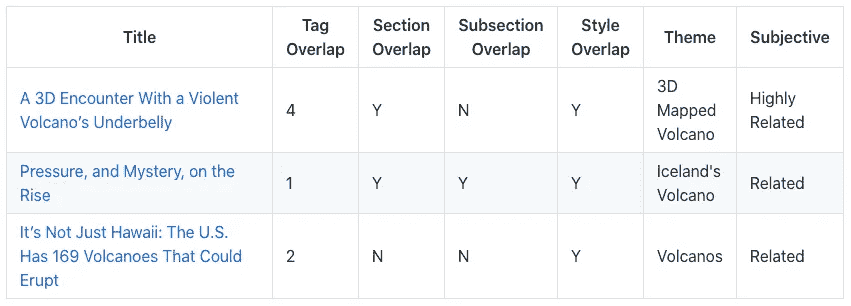 Title Tag Overlap Section Overlap Subsection Overlap Style Overlap Theme Subjective
A 3D Encounter With a Violent
Volcano’s Underbelly
4
Y
N
Y
3D
Mapped
Volcano
Highly
Related
Pressure, and Mystery, on the
Rise
1
Y
Y
Y
Iceland's
Volcano
Related
It’s Not Just Hawaii: The U.S.
Has 169 Volcanoes That Could
Erupt
2
N
N
Y
Volcanos
Related